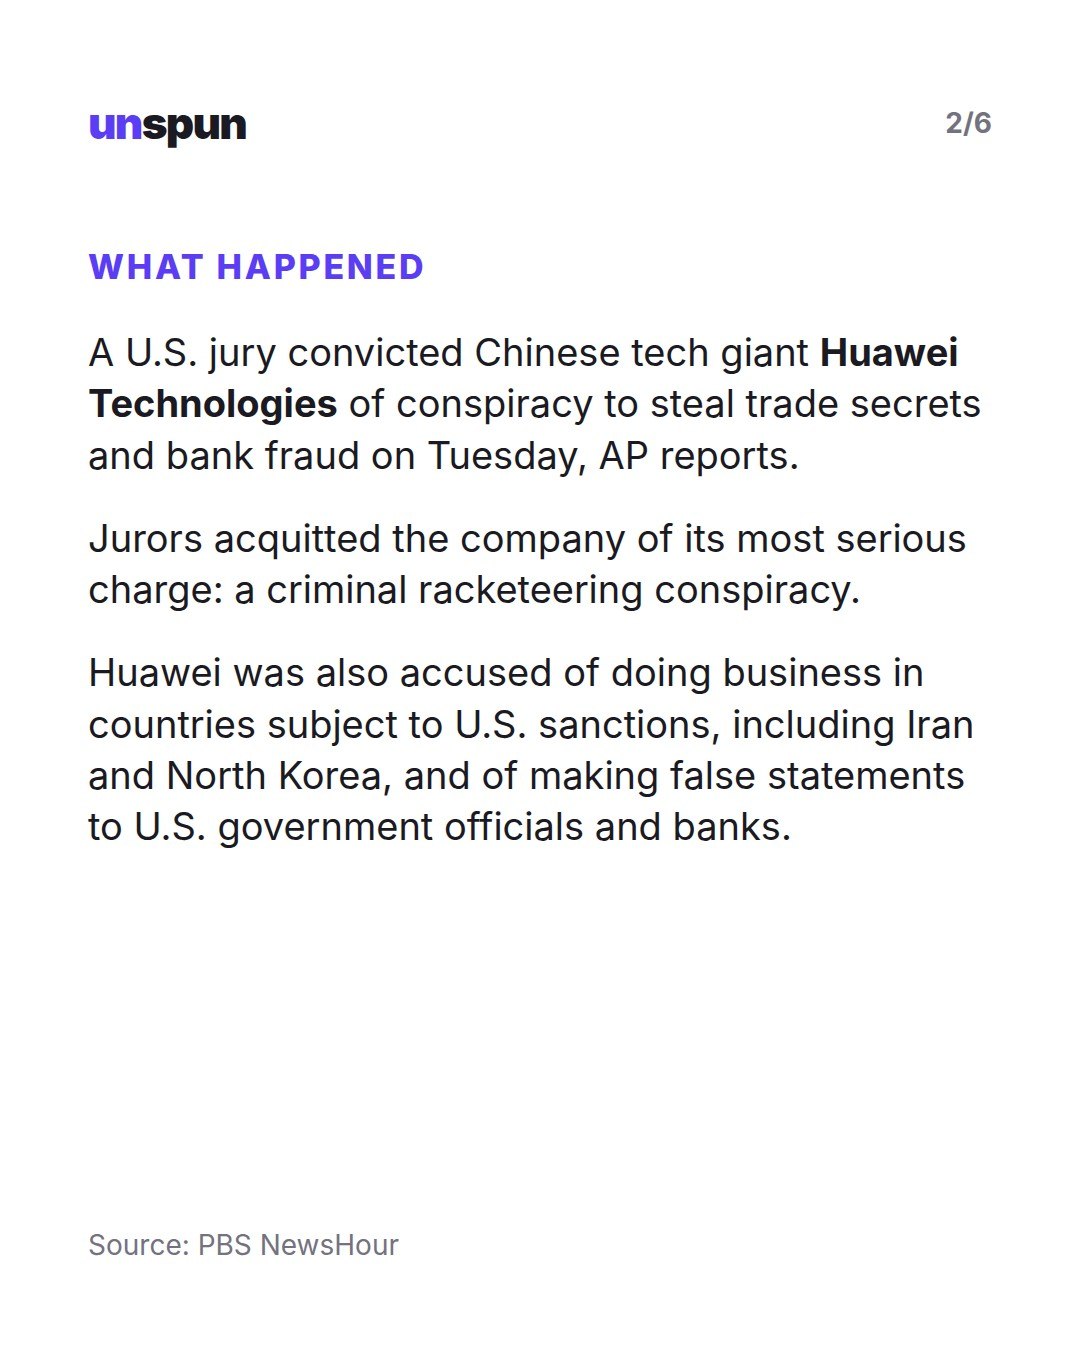 unspun
2/6
WHAT HAPPENED
A U.S. jury convicted Chinese tech giant Huawei
Technologies of conspiracy to steal trade secrets
and bank fraud on Tuesday, AP reports.
Jurors acquitted the company of its most serious
charge: a criminal racketeering conspiracy.
Huawei was also accused of doing business in
countries subject to U.S. sanctions, including Iran
and North Korea, and of making false statements
to U.S. government officials and banks.
Source: PBS NewsHour